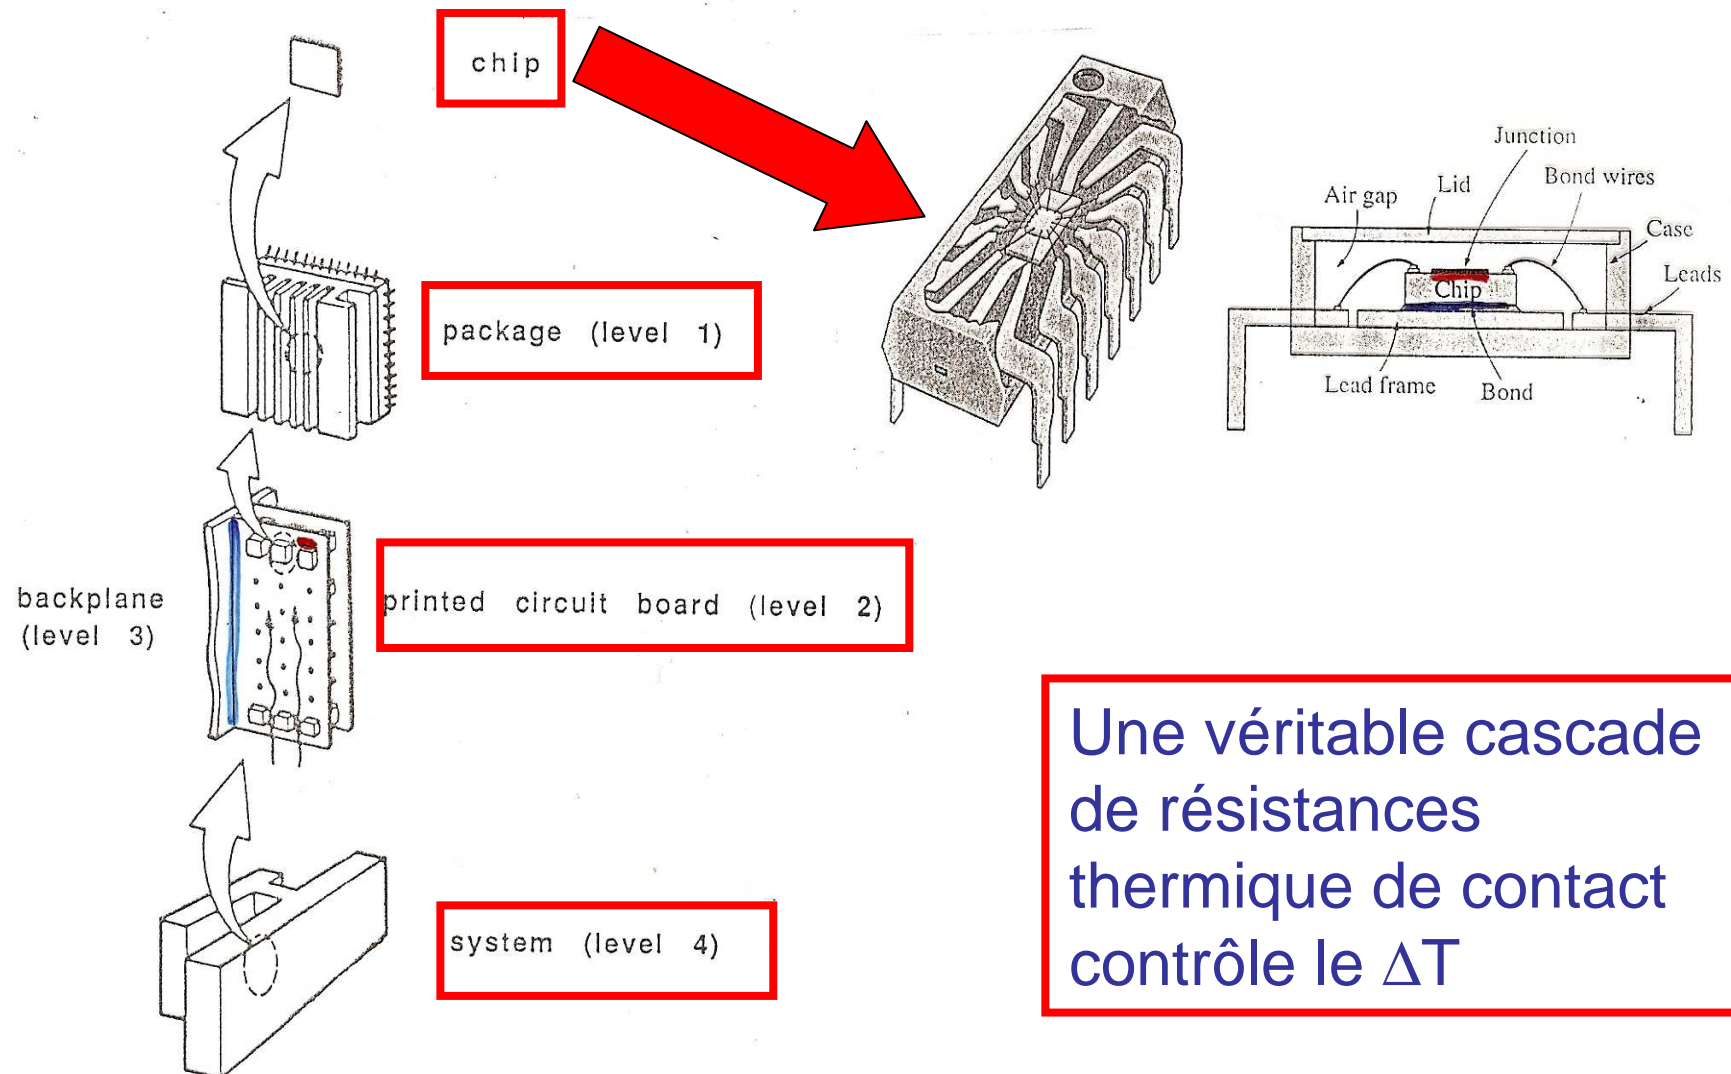 chip
package (level 1)
backplane
(level 3)
printed circuit board (level 2)
system (level 4)
Junction
Air gap
Lid
Bond wires
Case
Leads
Chip
Lead frame
Bond
Une véritable cascade
de résistances
thermique de contact
contrôle le ΔT